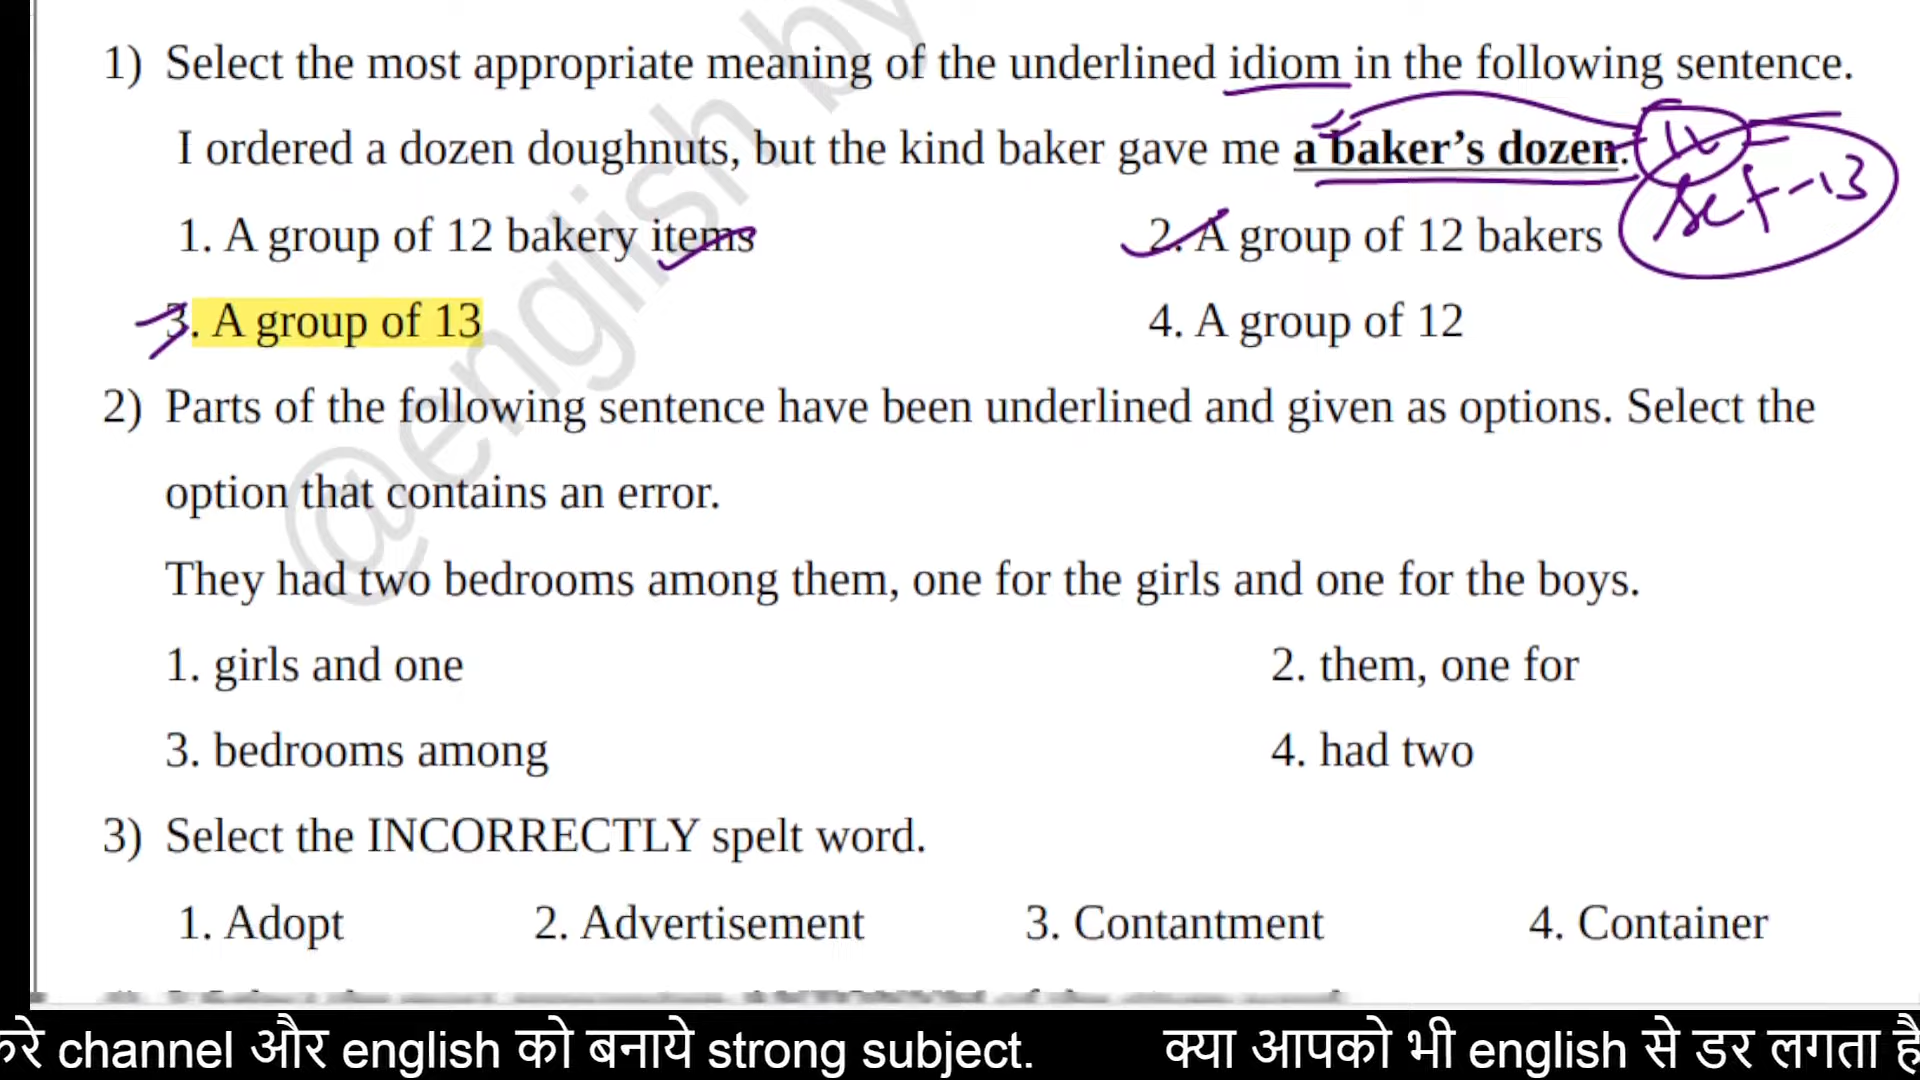 1) Select the most appropriate meaning of the underlined idiom in the following sentence.
I ordered a dozen doughnuts, but the kind baker gave me a baker’s dozen.
12
set-13
1. A group of 12 bakery items 2. A group of 12 bakers
3. A group of 13 4. A group of 12
2) Parts of the following sentence have been underlined and given as options. Select the
option that contains an error.
They had two bedrooms among them, one for the girls and one for the boys.
1. girls and one 2. them, one for
3. bedrooms among 4. had two
3) Select the INCORRECTLY spelt word.
1. Adopt 2. Advertisement 3. Contantment 4. Container
@english by
करे channel और english को बनाये strong subject. क्या आपको भी english से डर लगता है